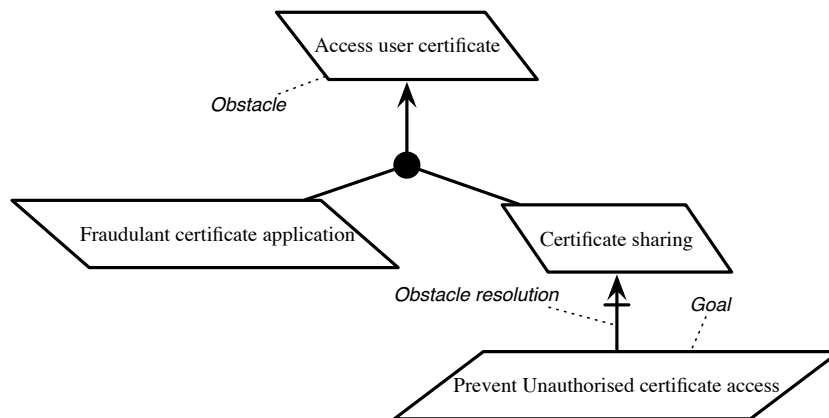 Access user certificate
Obstacle
Fraudulant certificate application
Certificate sharing
Obstacle resolution
Goal
Prevent Unauthorised certificate access